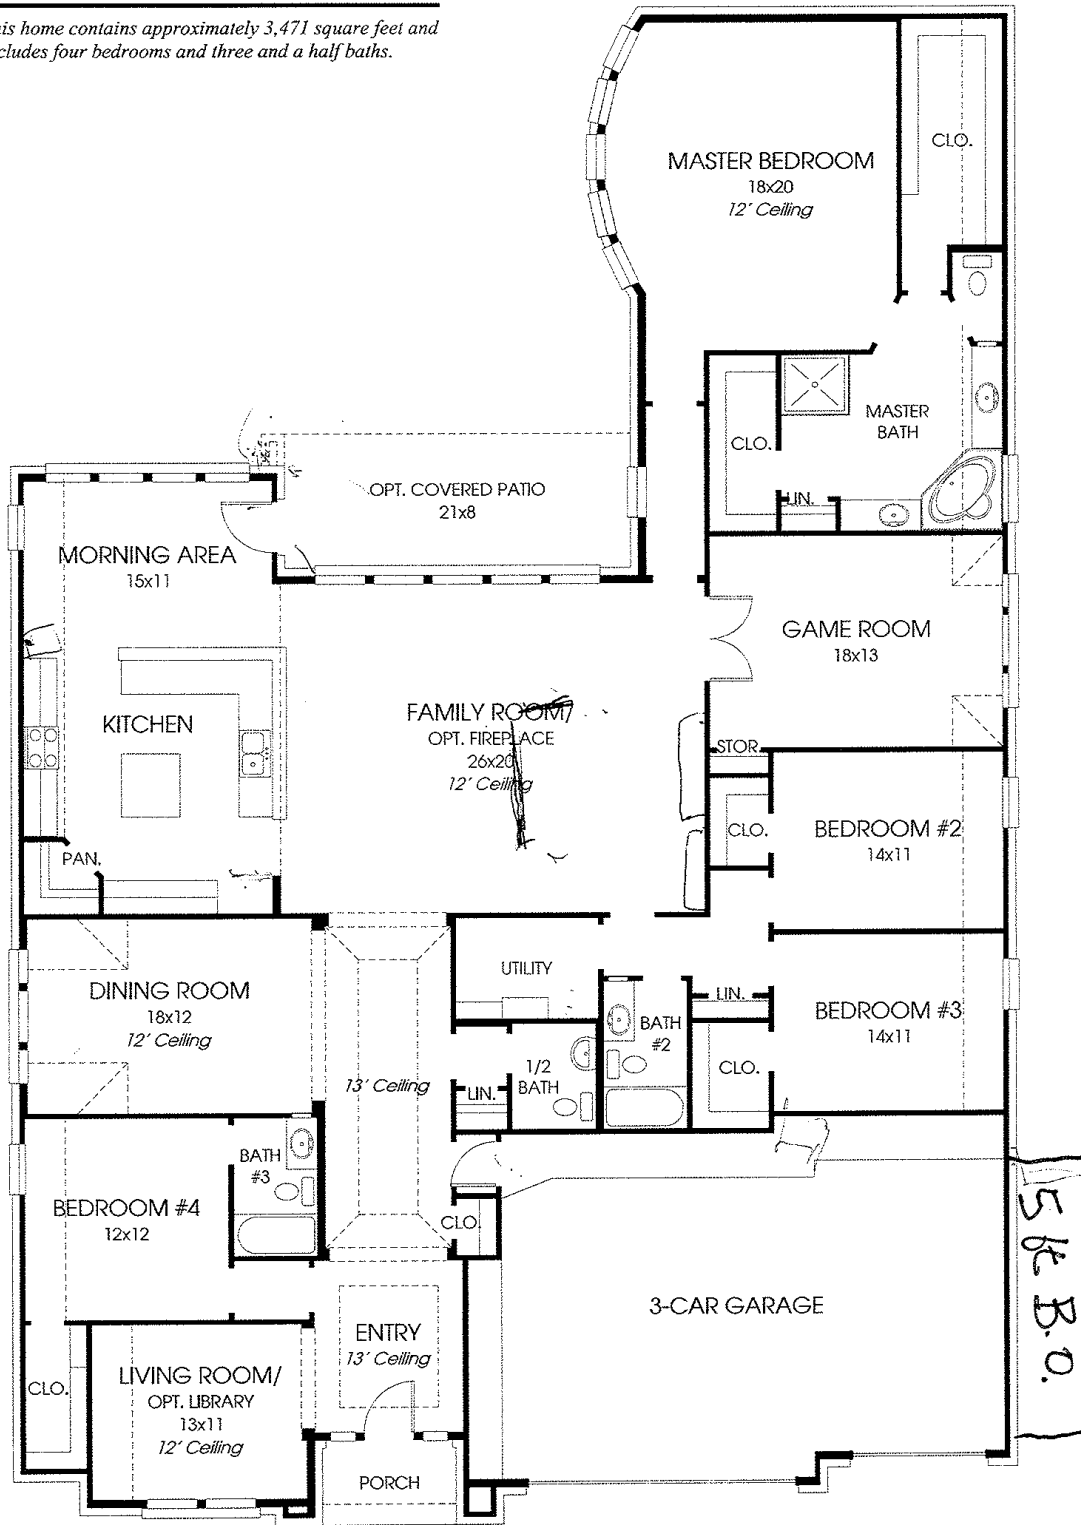 is home contains approximately 3,471 square feet and
cludes four bedrooms and three and a half baths.
MASTER BEDROOM
18x20
12' Ceiling
CLO.
MASTER
BATH
CLO.
LIN.
OPT. COVERED PATIO
21x8
MORNING AREA
15x11
GAME ROOM
18x13
KITCHEN
FAMILY ROOM/
OPT. FIREPLACE
26x20
12' Ceiling
STOR.
CLO.
BEDROOM #2
14x11
PAN.
UTILITY
DINING ROOM
18x12
12' Ceiling
LIN.
BEDROOM #3
14x11
BATH
#2
CLO.
1/2
BATH
LIN.
13' Ceiling
BATH
#3
BEDROOM #4
12x12
CLO.
5 ft B.O.
3-CAR GARAGE
ENTRY
13' Ceiling
LIVING ROOM/
OPT. LIBRARY
13x11
12' Ceiling
CLO.
PORCH